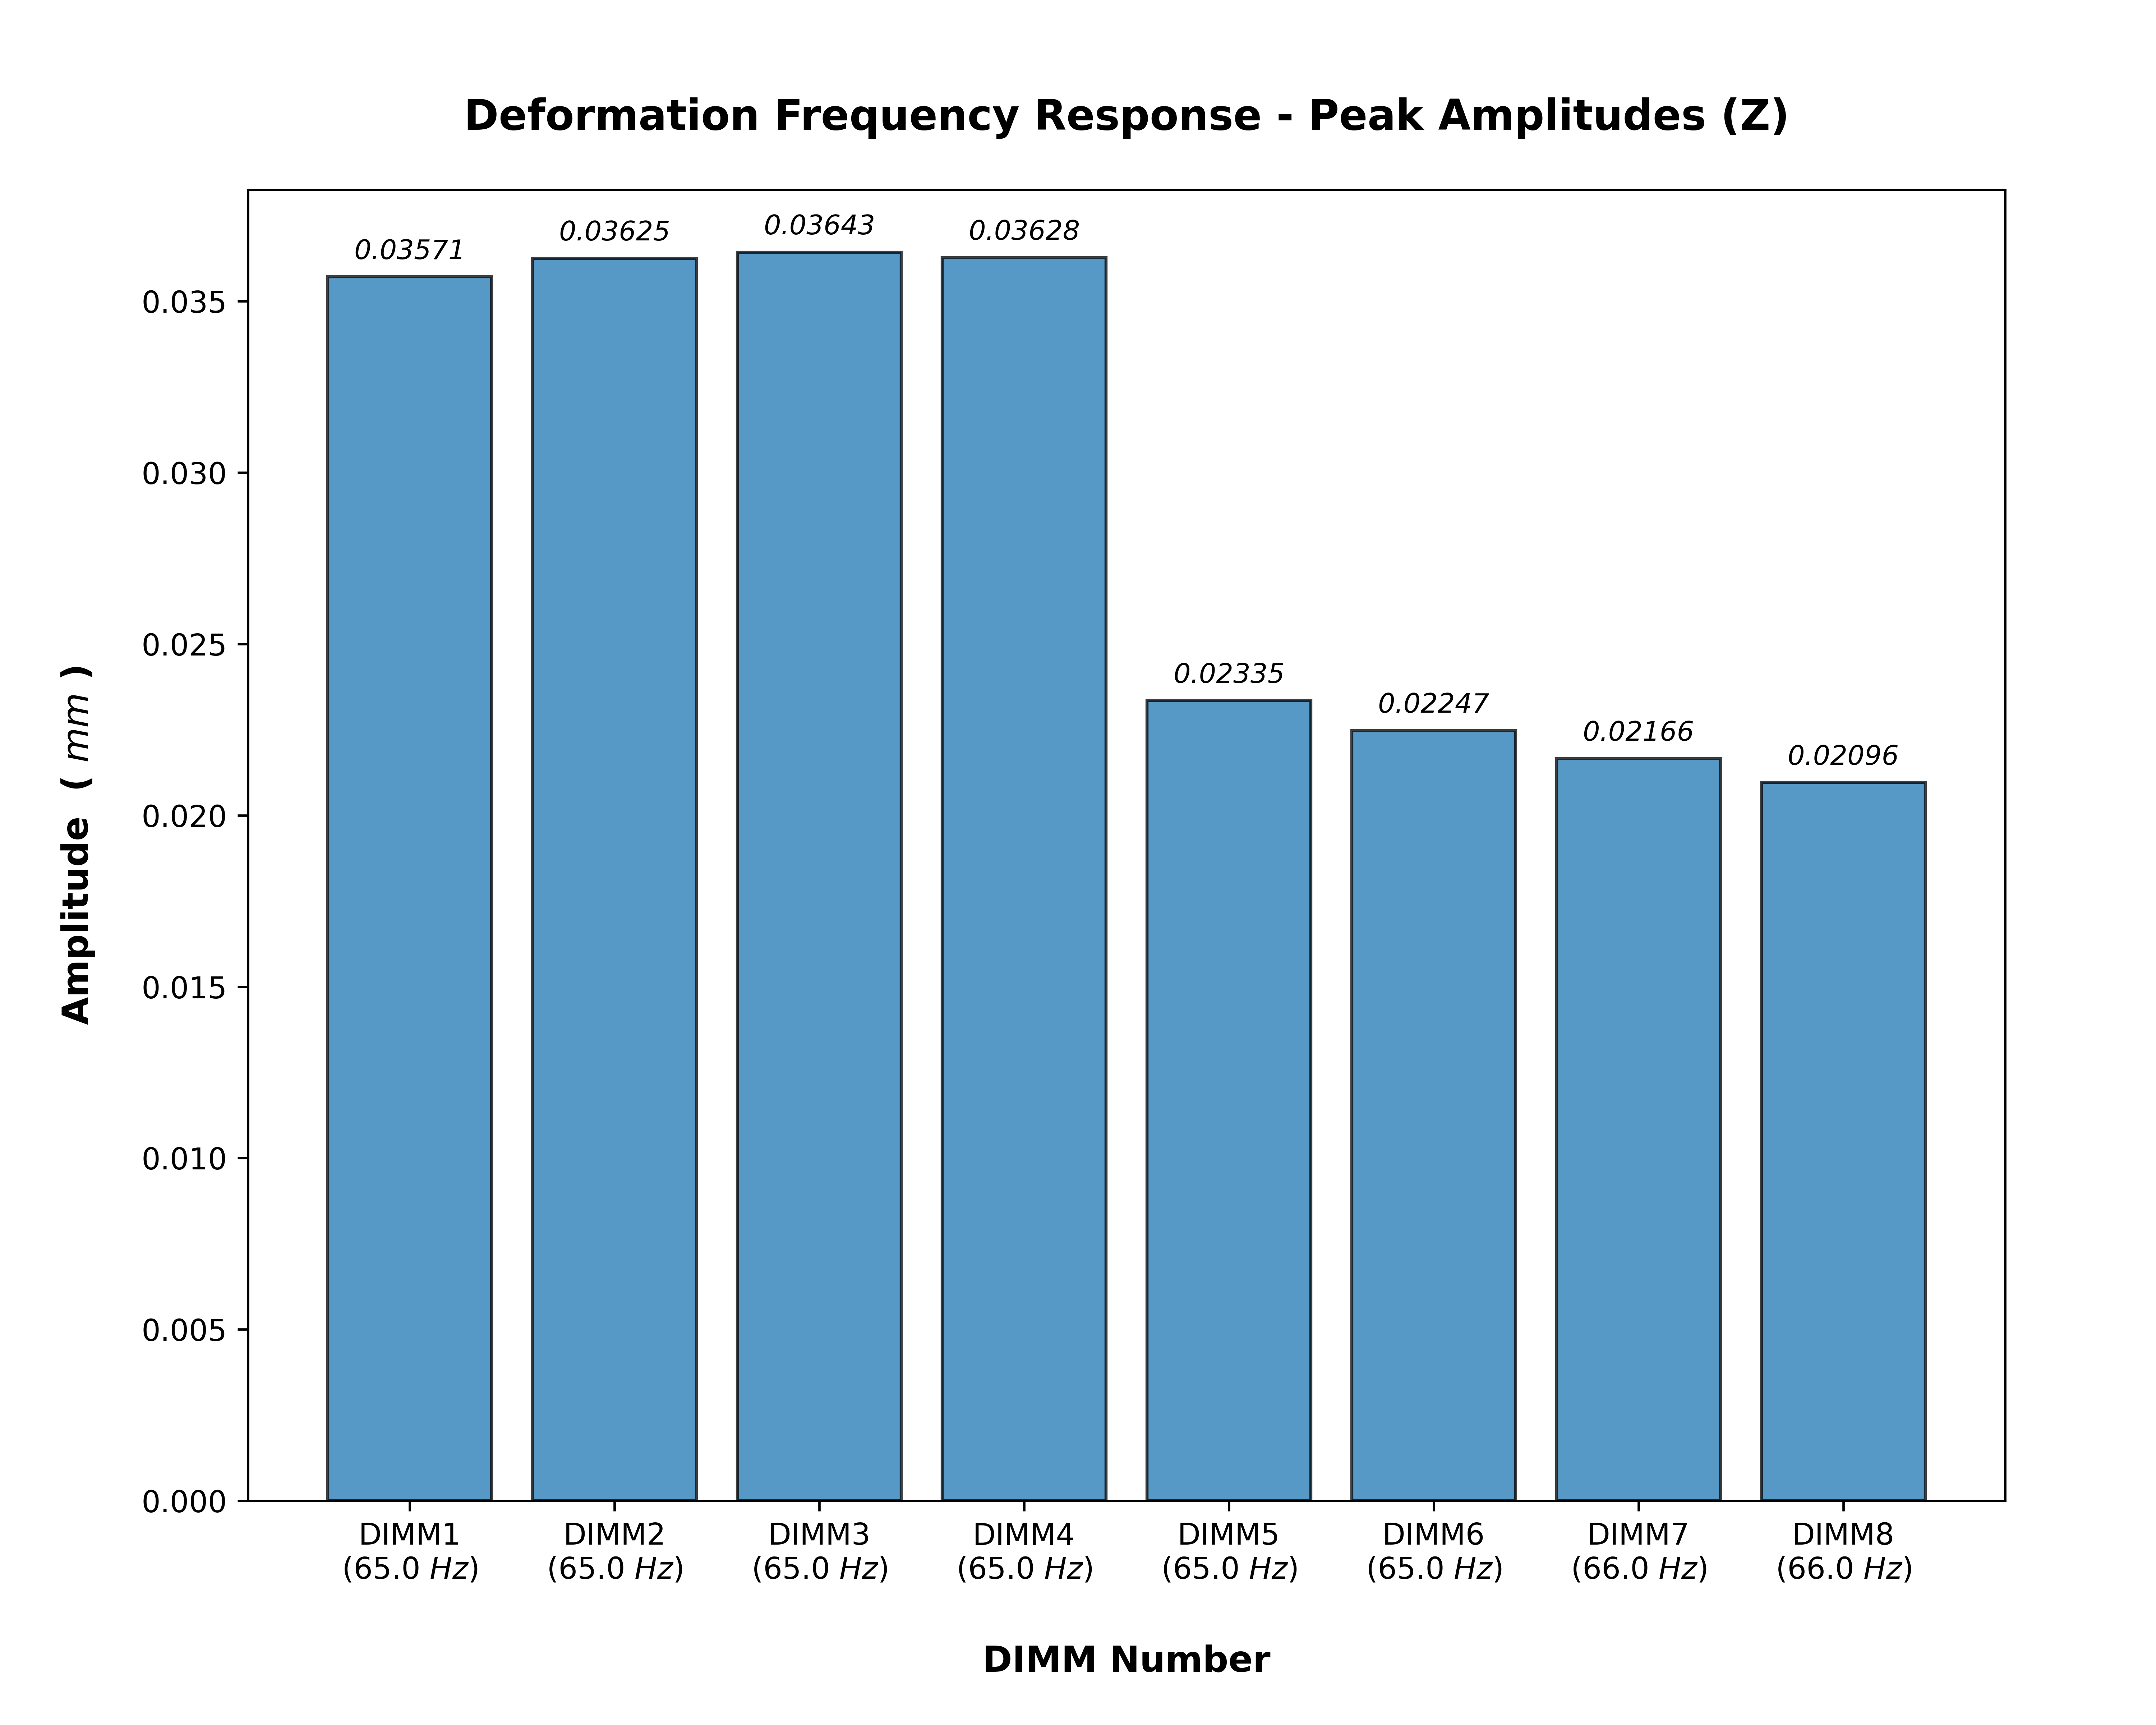 Deformation Frequency Response - Peak Amplitudes (Z)
Amplitude ( mm )
0.035
0.030
0.025
0.020
0.015
0.010
0.005
0.000
0.03571
0.03625
0.03643
0.03628
0.02335
0.02247
0.02166
0.02096
DIMM1
(65.0 Hz)
DIMM2
(65.0 Hz)
DIMM3
(65.0 Hz)
DIMM4
(65.0 Hz)
DIMM5
(65.0 Hz)
DIMM6
(65.0 Hz)
DIMM7
(66.0 Hz)
DIMM8
(66.0 Hz)
DIMM Number